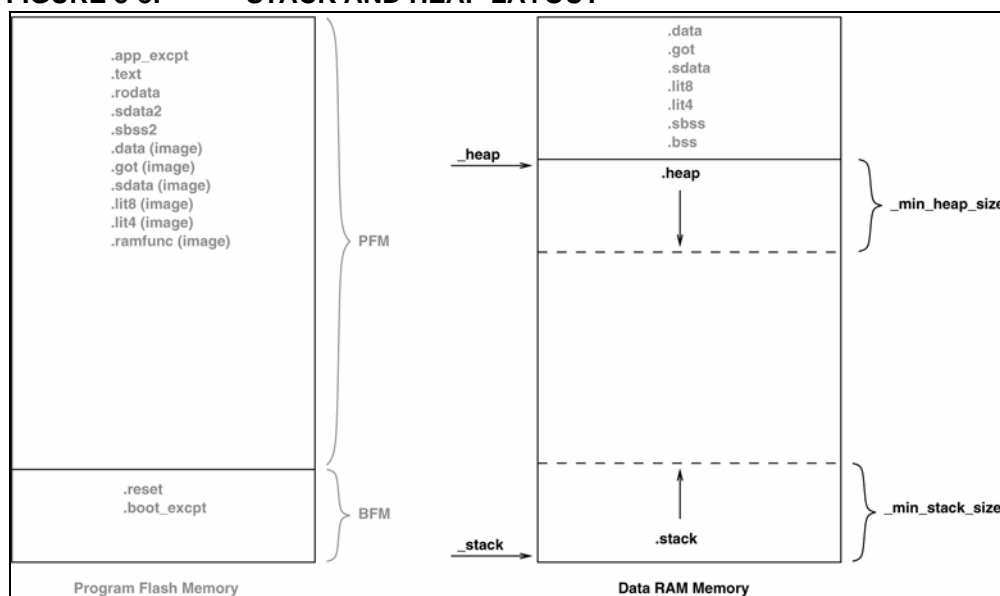 FIGURE STACK AND HEAP LAYOUT
.app_excpt
.text
.rodata
.sdata2
.sbss2
.data (image)
.got (image)
.sdata (image)
.lit8 (image)
.lit4 (image)
.ramfunc (image)
PFM
.reset
.boot_excpt
BFM
Program Flash Memory
.data
.got
.sdata
.lit8
.lit4
.sbss
.bss
_heap
.heap
_min_heap_size
_stack
.stack
_min_stack_size
Data RAM Memory